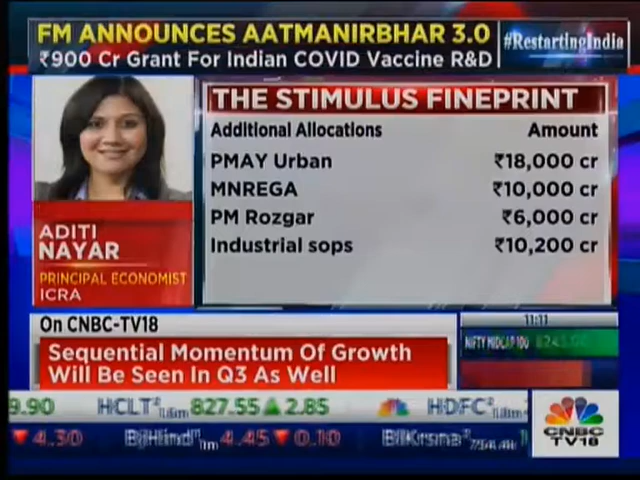 FM ANNOUNCES AATMANIRBHAR 3.0
₹900 Cr Grant For Indian COVID Vaccine R&D
#RestartingIndia
THE STIMULUS FINEPRINT
Additional Allocations Amount
PMAY Urban ₹18,000 cr
MNREGA ₹10,000 cr
PM Rozgar ₹6,000 cr
Industrial sops ₹10,200 cr
ADITI
NAYAR
PRINCIPAL ECONOMIST
ICRA
On CNBC-TV18
Sequential Momentum Of Growth
Will Be Seen In Q3 As Well
NIFTY MIDCAP 100
9.90 HCLT 1.6m 827.55 ▲ 2.85 HDFC
▼ 4.30 BjHind 1m 4.45 ▼ 0.10
CNBC
TV18